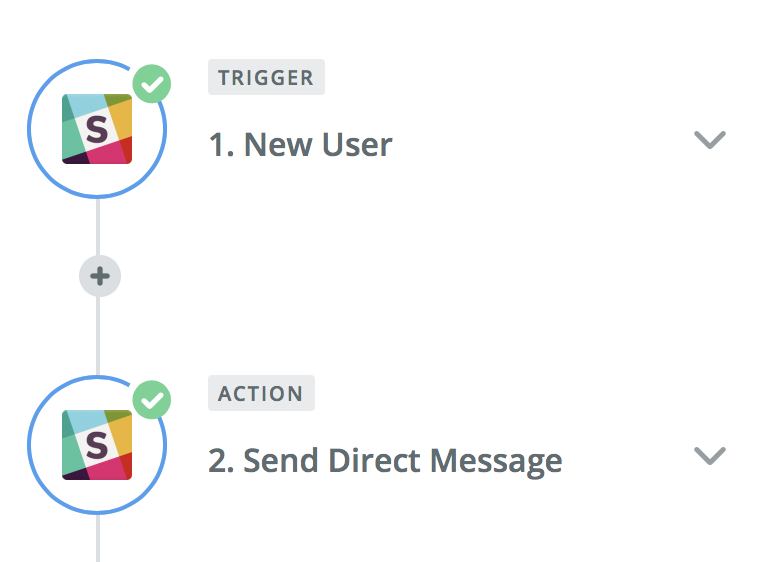 TRIGGER
1. New User
S
ACTION
2. Send Direct Message
S